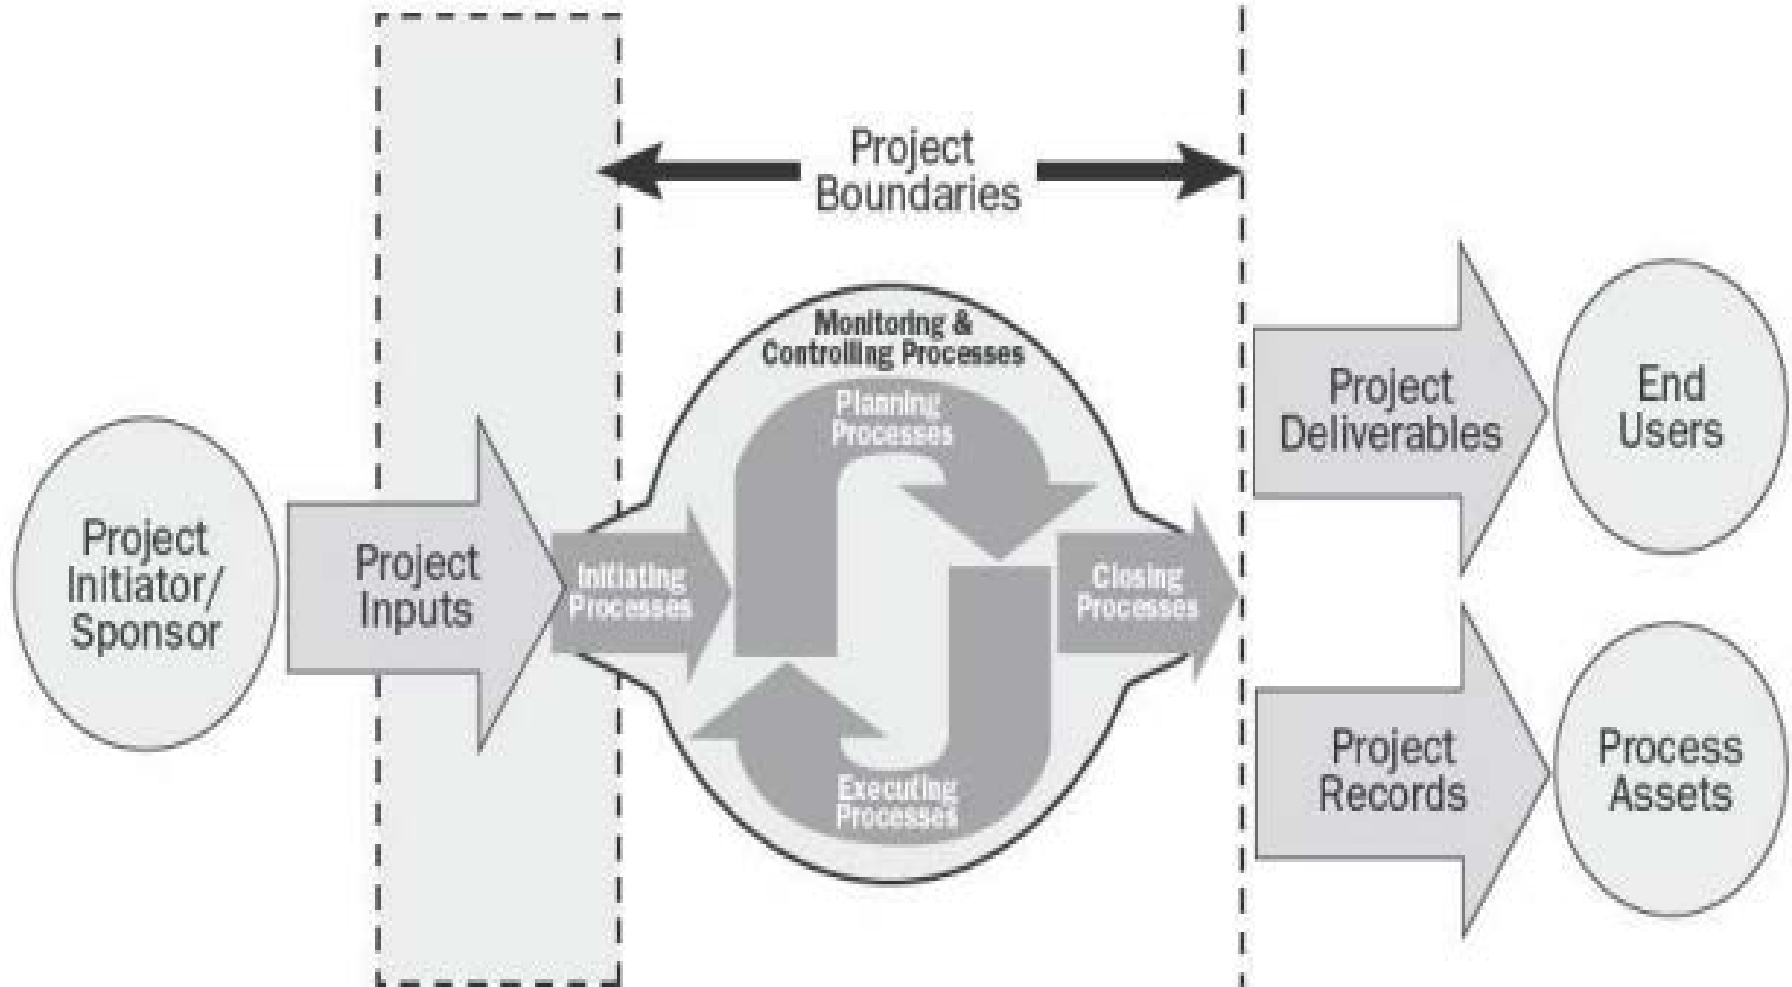 Project
Boundaries
Monitoring &
Controlling Processes
Planning
Processes
Project
Initiator/
Sponsor
Project
Inputs
Initiating
Processes
Closing
Processes
Executing
Processes
Project
Deliverables
End
Users
Project
Records
Process
Assets